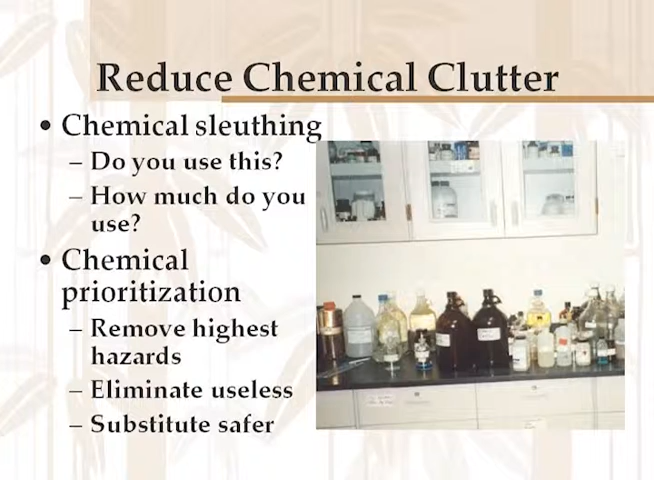 Reduce Chemical Clutter
• Chemical sleuthing
– Do you use this?
– How much do you
use?
• Chemical
prioritization
– Remove highest
hazards
– Eliminate useless
– Substitute safer